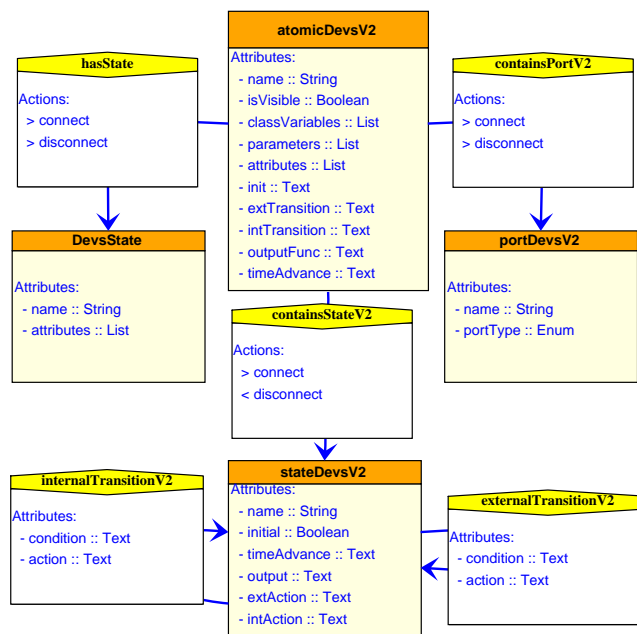 atomicDevsV2
Attributes:
- name :: String
- isVisible :: Boolean
- classVariables :: List
- parameters :: List
- attributes :: List
- init :: Text
- extTransition :: Text
- intTransition :: Text
- outputFunc :: Text
- timeAdvance :: Text
hasState
Actions:
> connect
> disconnect
containsPortV2
Actions:
> connect
> disconnect
DevsState
Attributes:
- name :: String
- attributes :: List
portDevsV2
Attributes:
- name :: String
- portType :: Enum
containsStateV2
Actions:
> connect
< disconnect
internalTransitionV2
Attributes:
- condition :: Text
- action :: Text
stateDevsV2
Attributes:
- name :: String
- initial :: Boolean
- timeAdvance :: Text
- output :: Text
- extAction :: Text
- intAction :: Text
externalTransitionV2
Attributes:
- condition :: Text
- action :: Text